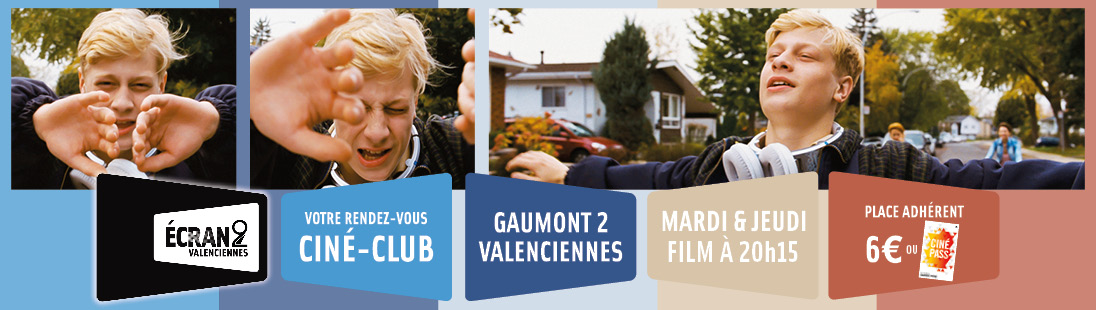 ÉCRAN 2
VALENCIENNES
VOTRE RENDEZ-VOUS
CINÉ-CLUB
GAUMONT 2
VALENCIENNES
MARDI & JEUDI
FILM À 20h15
PLACE ADHÉRENT
6€ OU
CINÉ
PASS